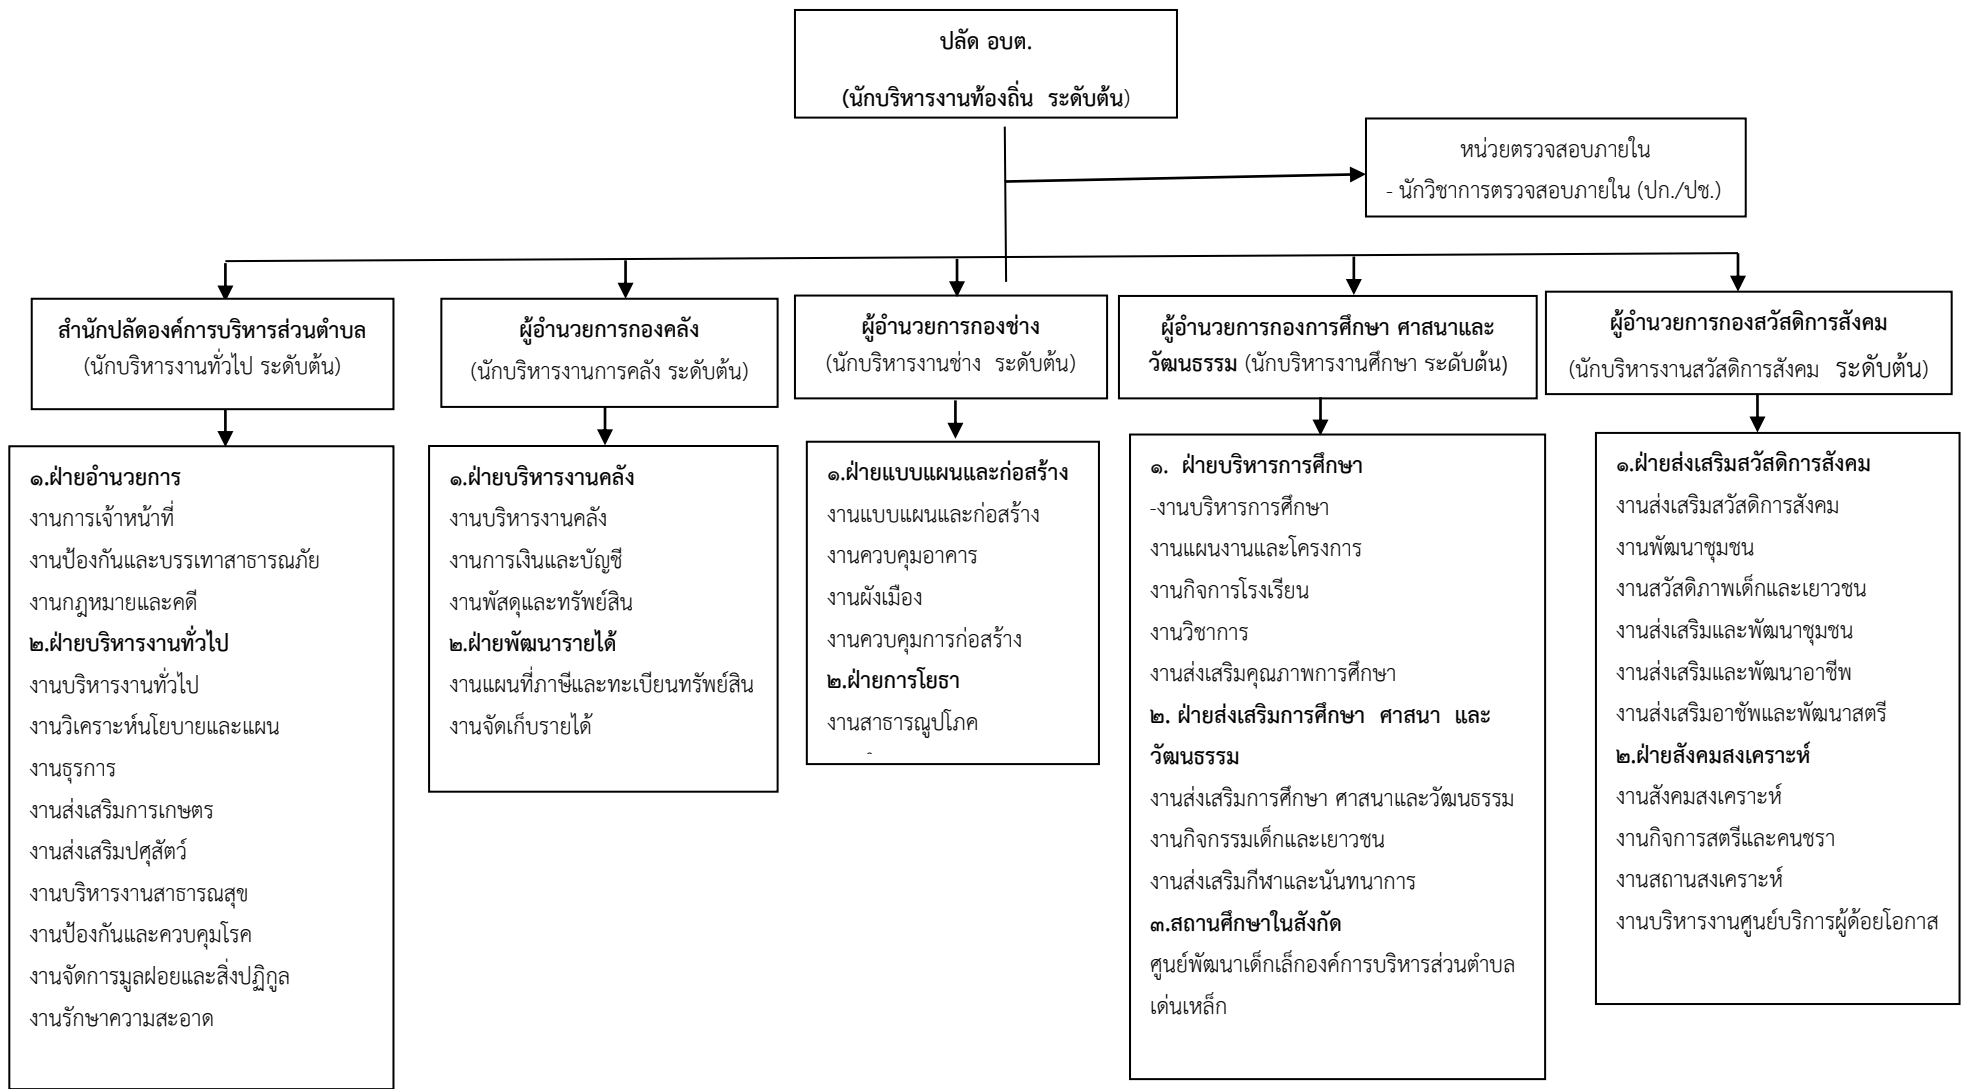 ปลัด อบต.
(นักบริหารงานท้องถิ่น ระดับต้น)
หน่วยตรวจสอบภายใน
- นักวิชาการตรวจสอบภายใน (ปก./ปช.)
สำนักปลัดองค์การบริหารส่วนตำบล
(นักบริหารงานทั่วไป ระดับต้น)
ผู้อำนวยการกองคลัง
(นักบริหารงานการคลัง ระดับต้น)
ผู้อำนวยการกองช่าง
(นักบริหารงานช่าง ระดับต้น)
ผู้อำนวยการกองการศึกษา ศาสนาและ
วัฒนธรรม (นักบริหารงานศึกษา ระดับต้น)
ผู้อำนวยการกองสวัสดิการสังคม
(นักบริหารงานสวัสดิการสังคม ระดับต้น)
๑.ฝ่ายอำนวยการ
งานการเจ้าหน้าที่
งานป้องกันและบรรเทาสาธารณภัย
งานกฎหมายและคดี
๒.ฝ่ายบริหารงานทั่วไป
งานบริหารงานทั่วไป
งานวิเคราะห์นโยบายและแผน
งานธุรการ
งานส่งเสริมการเกษตร
งานส่งเสริมปศุสัตว์
งานบริหารงานสาธารณสุข
งานป้องกันและควบคุมโรค
งานจัดการมูลฝอยและสิ่งปฏิกูล
งานรักษาความสะอาด
๑.ฝ่ายบริหารงานคลัง
งานบริหารงานคลัง
งานการเงินและบัญชี
งานพัสดุและทรัพย์สิน
๒.ฝ่ายพัฒนารายได้
งานแผนที่ภาษีและทะเบียนทรัพย์สิน
งานจัดเก็บรายได้
๑.ฝ่ายแบบแผนและก่อสร้าง
งานแบบแผนและก่อสร้าง
งานควบคุมอาคาร
งานผังเมือง
งานควบคุมการก่อสร้าง
๒.ฝ่ายการโยธา
งานสาธารณูปโภค
๑. ฝ่ายบริหารการศึกษา
-งานบริหารการศึกษา
งานแผนงานและโครงการ
งานกิจการโรงเรียน
งานวิชาการ
งานส่งเสริมคุณภาพการศึกษา
๒. ฝ่ายส่งเสริมการศึกษา ศาสนา และ
วัฒนธรรม
งานส่งเสริมการศึกษา ศาสนาและวัฒนธรรม
งานกิจกรรมเด็กและเยาวชน
งานส่งเสริมกีฬาและนันทนาการ
๓.สถานศึกษาในสังกัด
ศูนย์พัฒนาเด็กเล็กองค์การบริหารส่วนตำบล
เด่นเหล็ก
๑.ฝ่ายส่งเสริมสวัสดิการสังคม
งานส่งเสริมสวัสดิการสังคม
งานพัฒนาชุมชน
งานสวัสดิภาพเด็กและเยาวชน
งานส่งเสริมและพัฒนาชุมชน
งานส่งเสริมและพัฒนาอาชีพ
งานส่งเสริมอาชัพและพัฒนาสตรี
๒.ฝ่ายสังคมสงเคราะห์
งานสังคมสงเคราะห์
งานกิจการสตรีและคนชรา
งานสถานสงเคราะห์
งานบริหารงานศูนย์บริการผู้ด้อยโอกาส